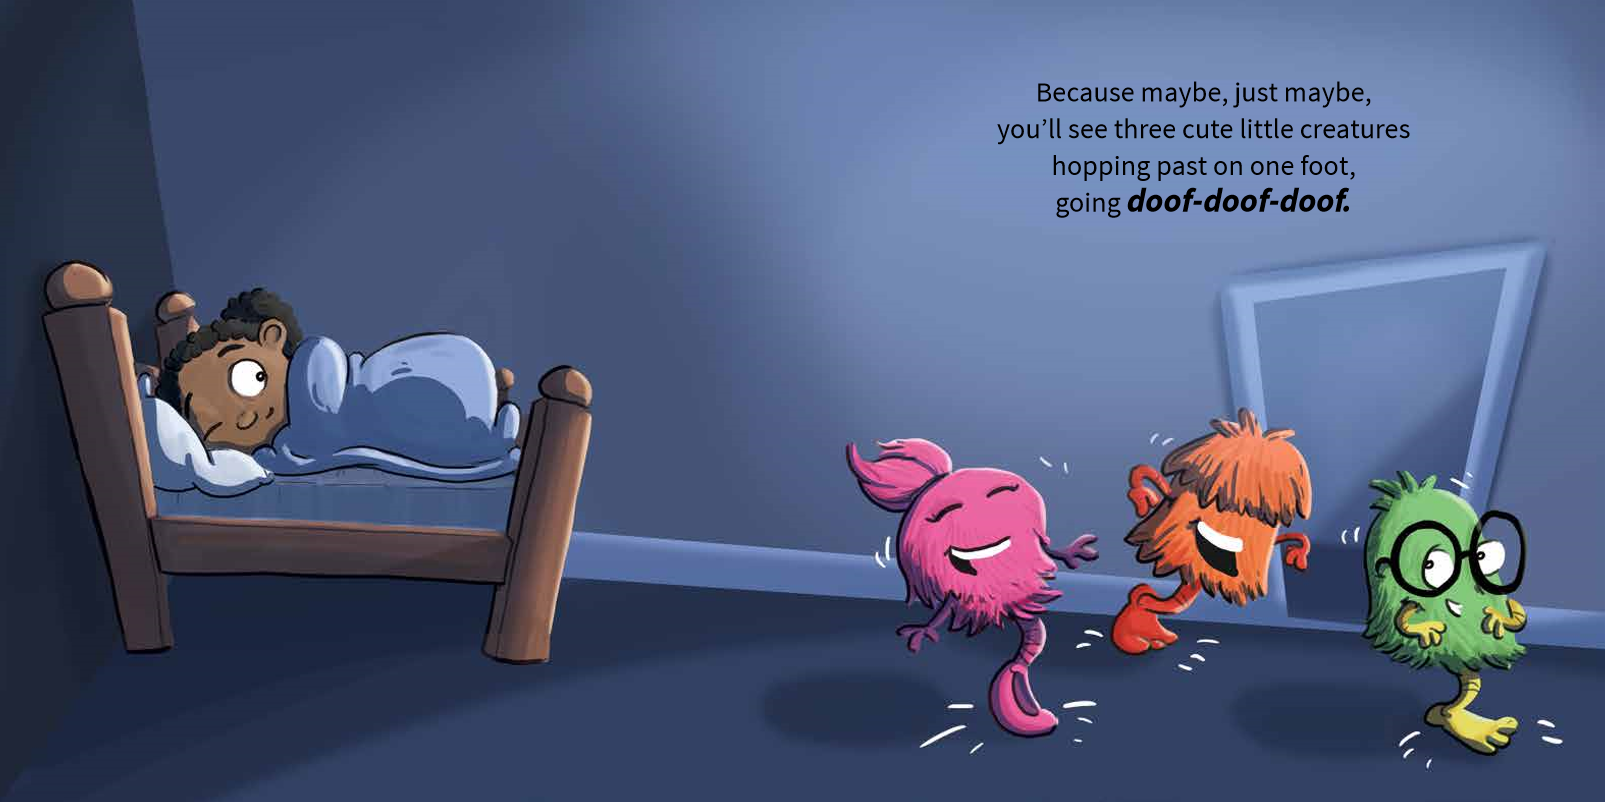 Because maybe, just maybe,
you’ll see three cute little creatures
hopping past on one foot,
going doof-doof-doof.